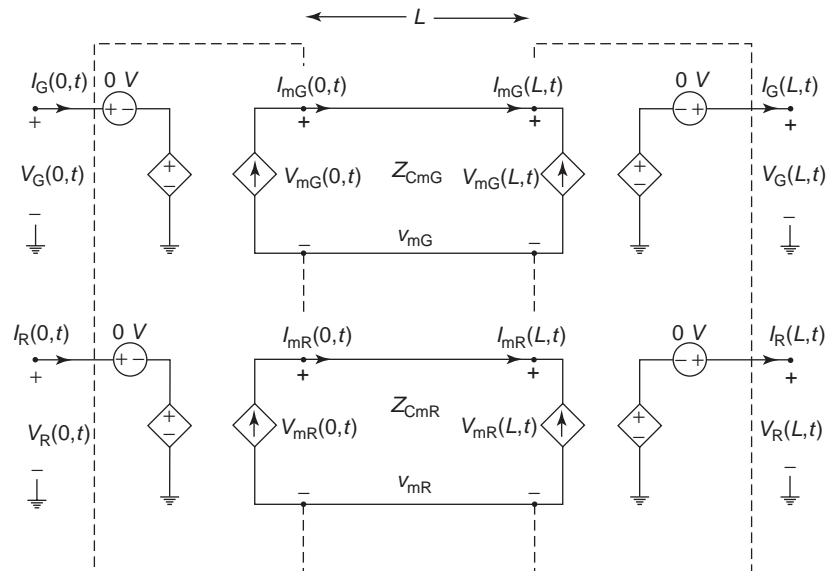 L
I_G(0,t) 0 V I_mG(0,t) I_mG(L,t) 0 V I_G(L,t)
+ + − + + − + +
V_G(0,t) + − V_mG(0,t) Z_CmG V_mG(L,t) + − V_G(L,t)
− − v_mG − −
I_R(0,t) 0 V I_mR(0,t) I_mR(L,t) 0 V I_R(L,t)
+ + − + + − + +
V_R(0,t) + − V_mR(0,t) Z_CmR V_mR(L,t) + − V_R(L,t)
− − v_mR − −